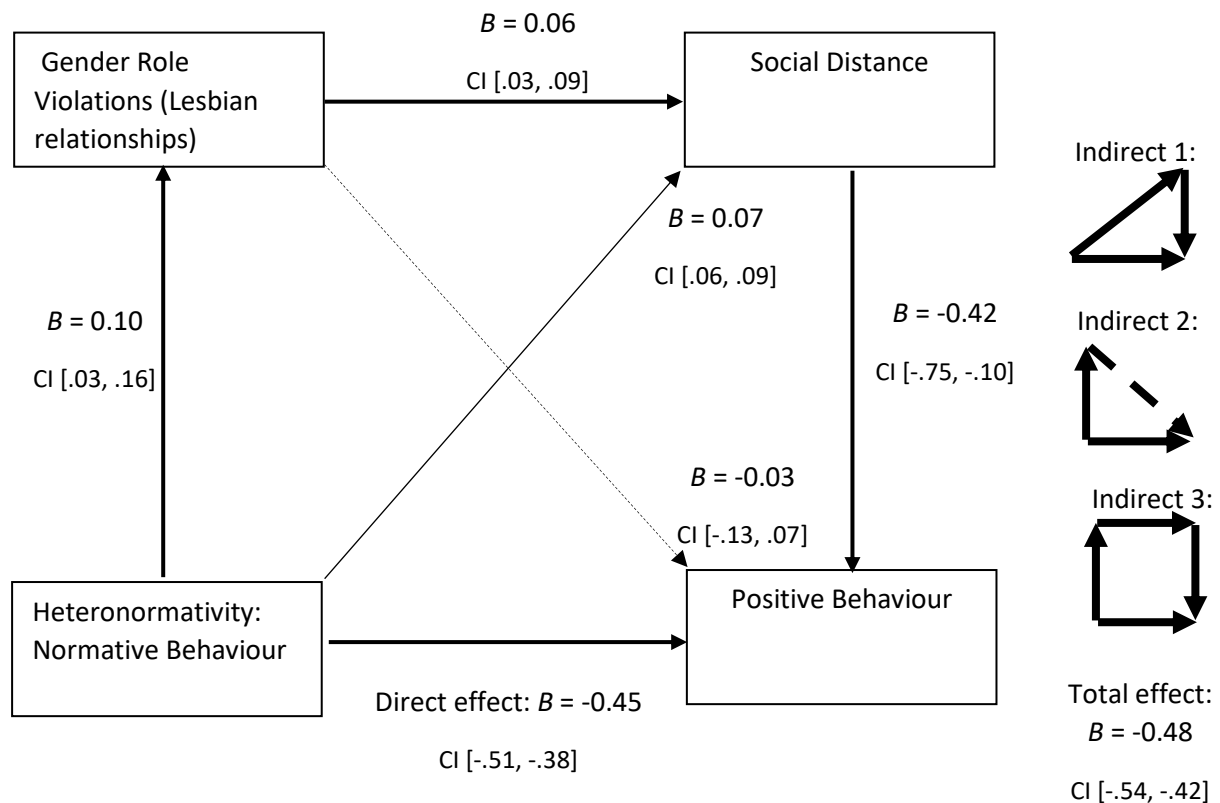 B = 0.06
CI [.03, .09]
Gender Role
Violations (Lesbian
relationships)
Social Distance
Indirect 1:
B = 0.07
CI [.06, .09]
B = 0.10
CI [.03, .16]
B = -0.42
CI [-.75, -.10]
Indirect 2:
B = -0.03
CI [-.13, .07]
Indirect 3:
Heteronormativity:
Normative Behaviour
Positive Behaviour
Direct effect: B = -0.45
CI [-.51, -.38]
Total effect:
B = -0.48
CI [-.54, -.42]